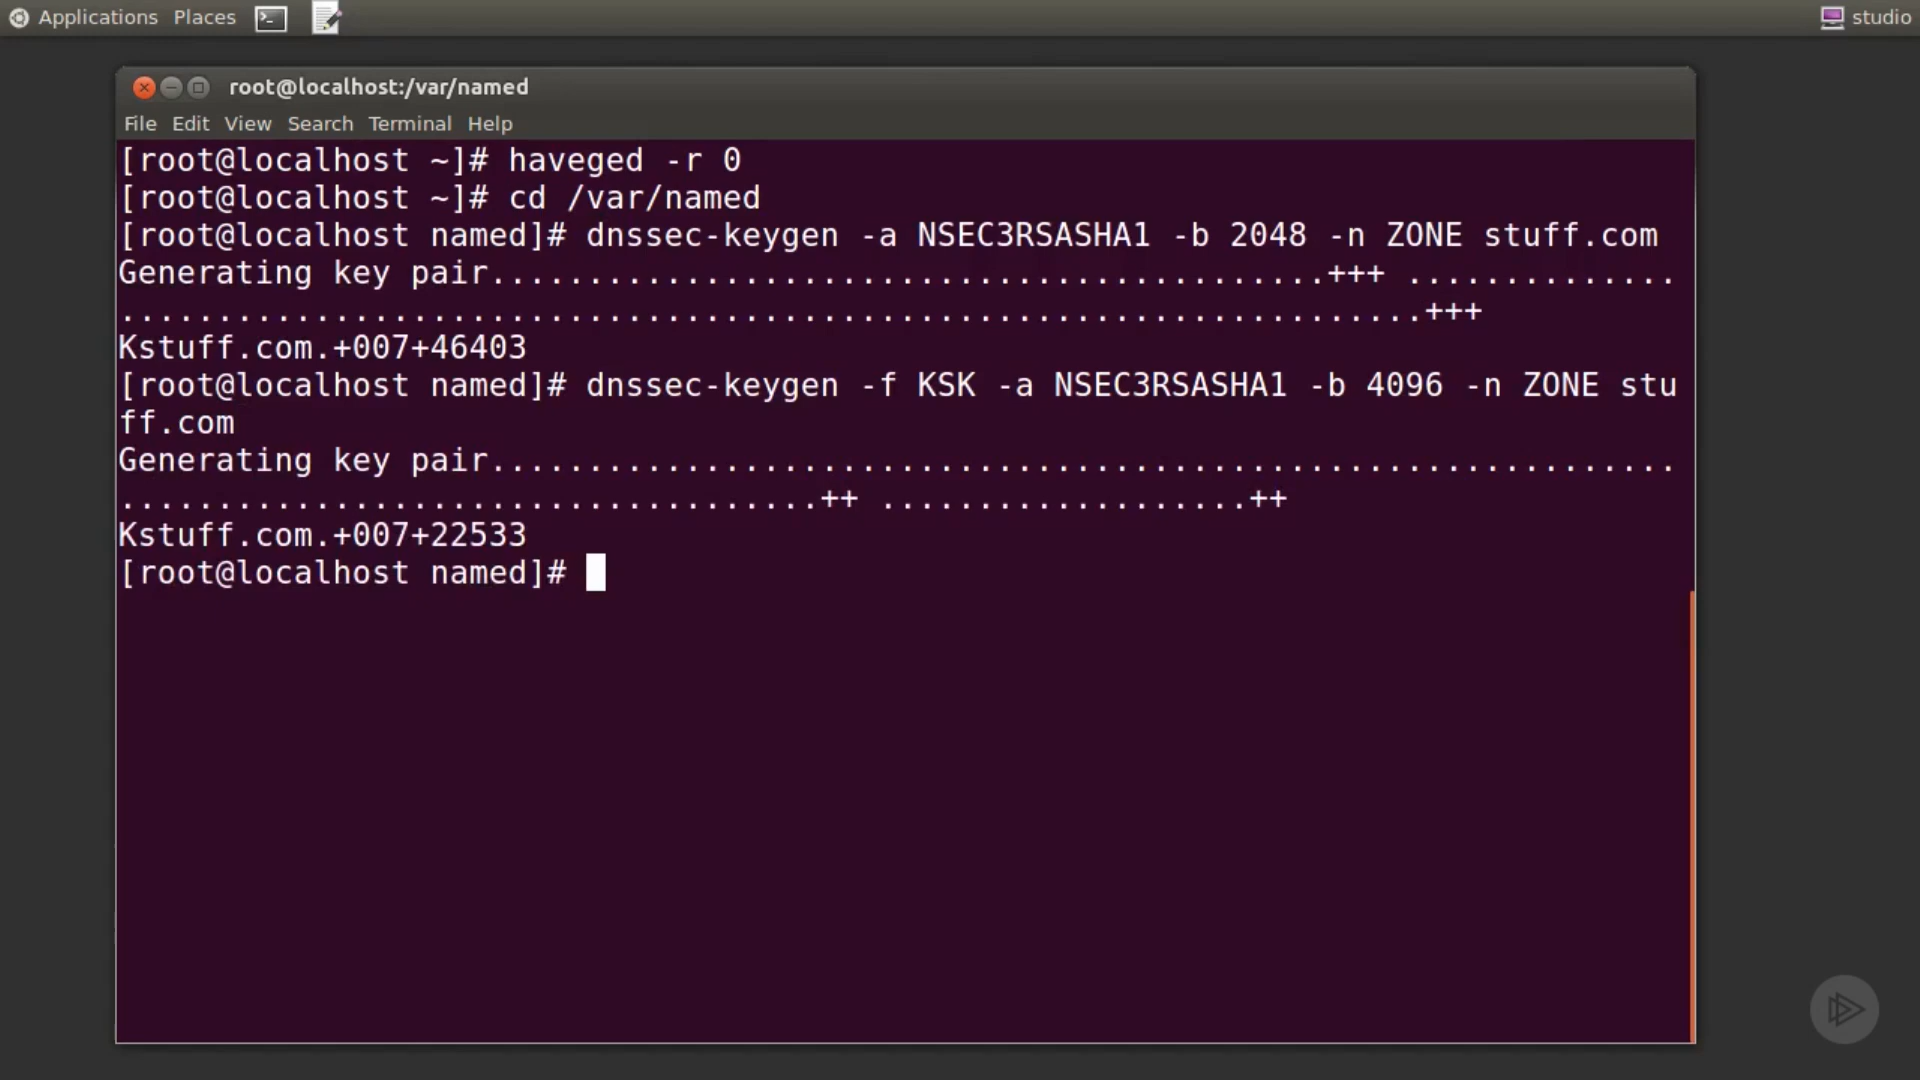 Applications Places studio
root@localhost:/var/named
File Edit View Search Terminal Help
[root@localhost ~]# haveged -r 0
[root@localhost ~]# cd /var/named
[root@localhost named]# dnssec-keygen -a NSEC3RSASHA1 -b 2048 -n ZONE stuff.com
Generating key pair...........................................+++ ..............
...................................................................+++
Kstuff.com.+007+46403
[root@localhost named]# dnssec-keygen -f KSK -a NSEC3RSASHA1 -b 4096 -n ZONE stu
ff.com
Generating key pair.............................................................
....................................++ ...................++
Kstuff.com.+007+22533
[root@localhost named]#